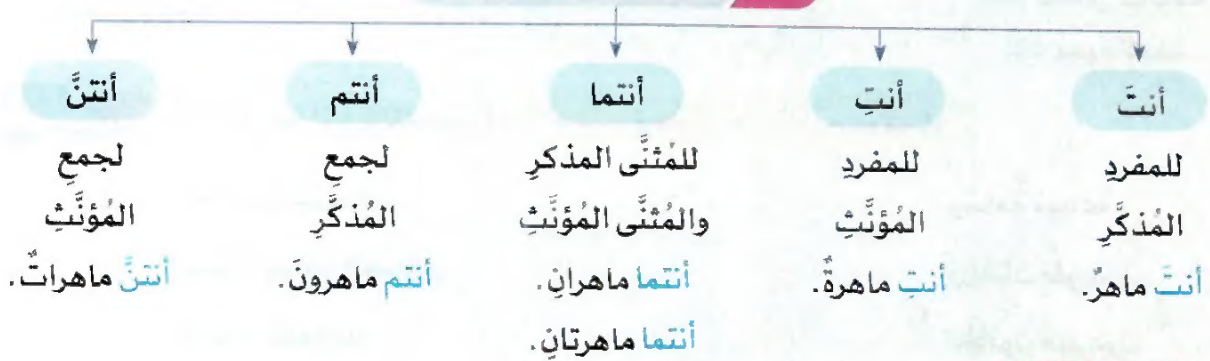 أنتَ
للمفردِ
المُذكَّرِ
أنتَ ماهرٌ.
أنتِ
للمفردِ
المُؤنَّثِ
أنتِ ماهرةٌ.
أنتما
للمُثنَّى المذكرِ
والمُثنَّى المُؤنَّثِ
أنتما ماهرانِ.
أنتما ماهرتانِ.
أنتم
لجمعِ
المُذكَّرِ
أنتم ماهرونَ.
أنتنَّ
لجمعِ
المُؤنَّثِ
أنتنَّ ماهراتٌ.